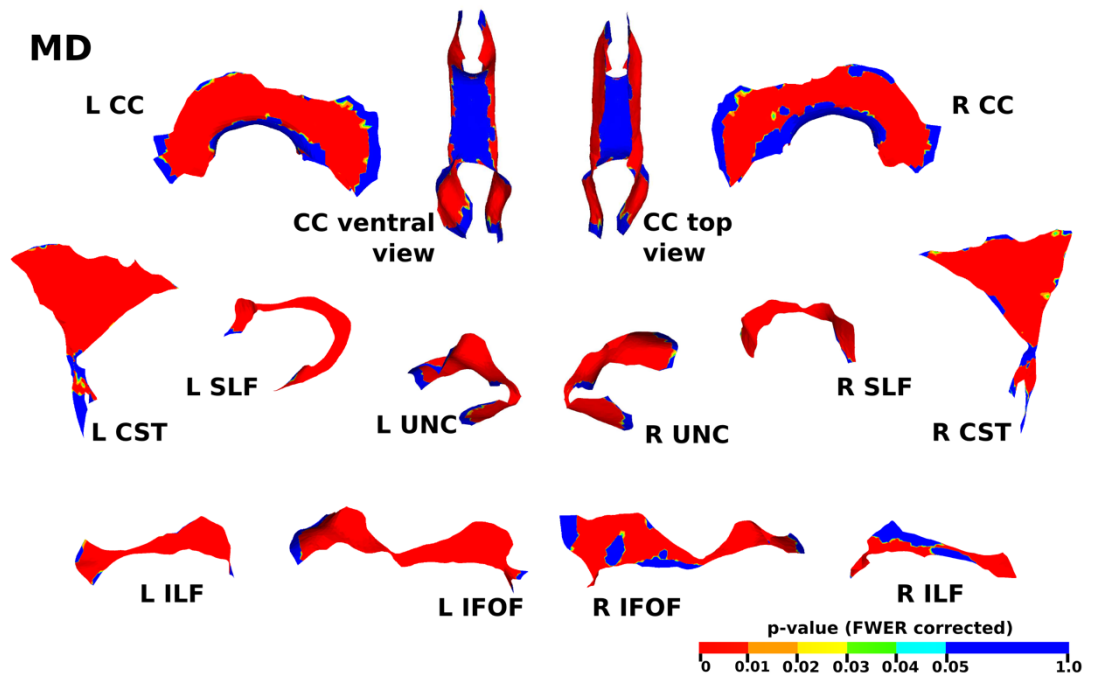 MD
L CC
R CC
CC ventral
view
CC top
view
L SLF
R SLF
L CST
L UNC
R UNC
R CST
L ILF
L IFOF
R IFOF
R ILF
p-value (FWER corrected)
0 0.01 0.02 0.03 0.04 0.05 1.0